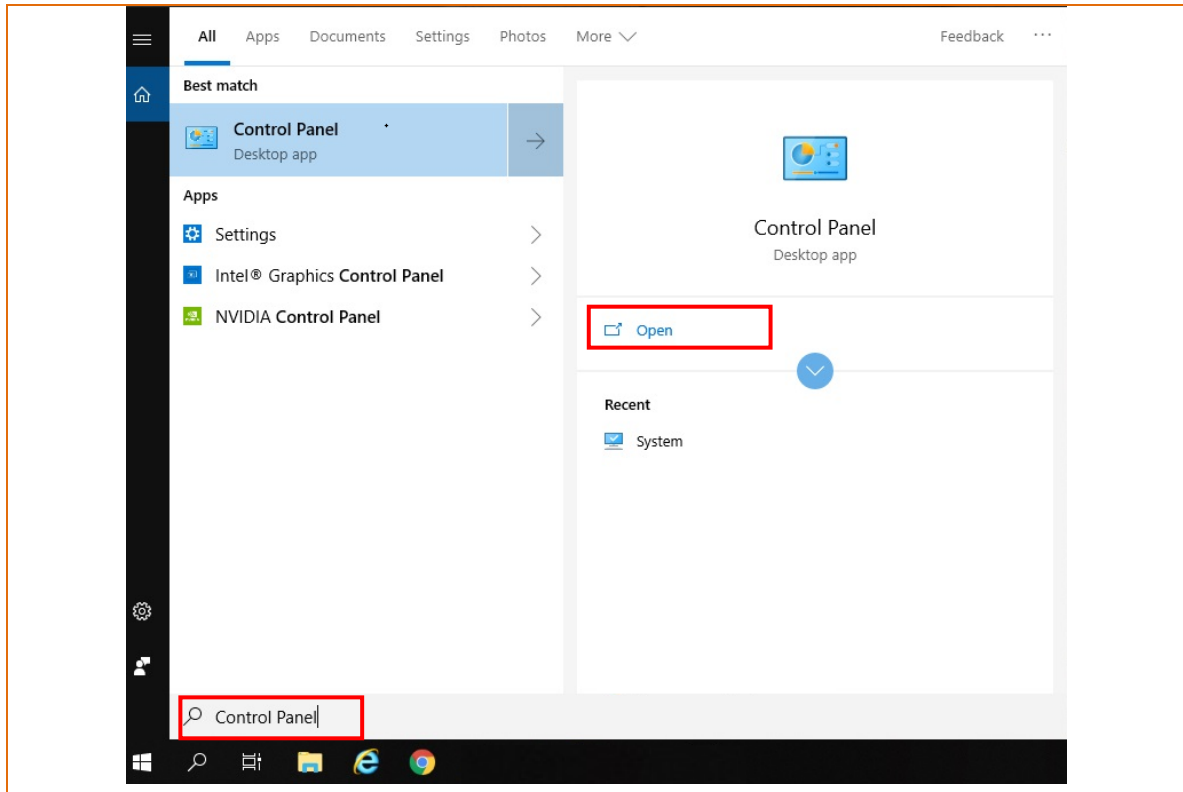 All Apps Documents Settings Photos More Feedback ...
Best match
Control Panel
Desktop app
Apps
Settings
Intel® Graphics Control Panel
NVIDIA Control Panel
Control Panel
Desktop app
Open
Recent
System
Control Panel